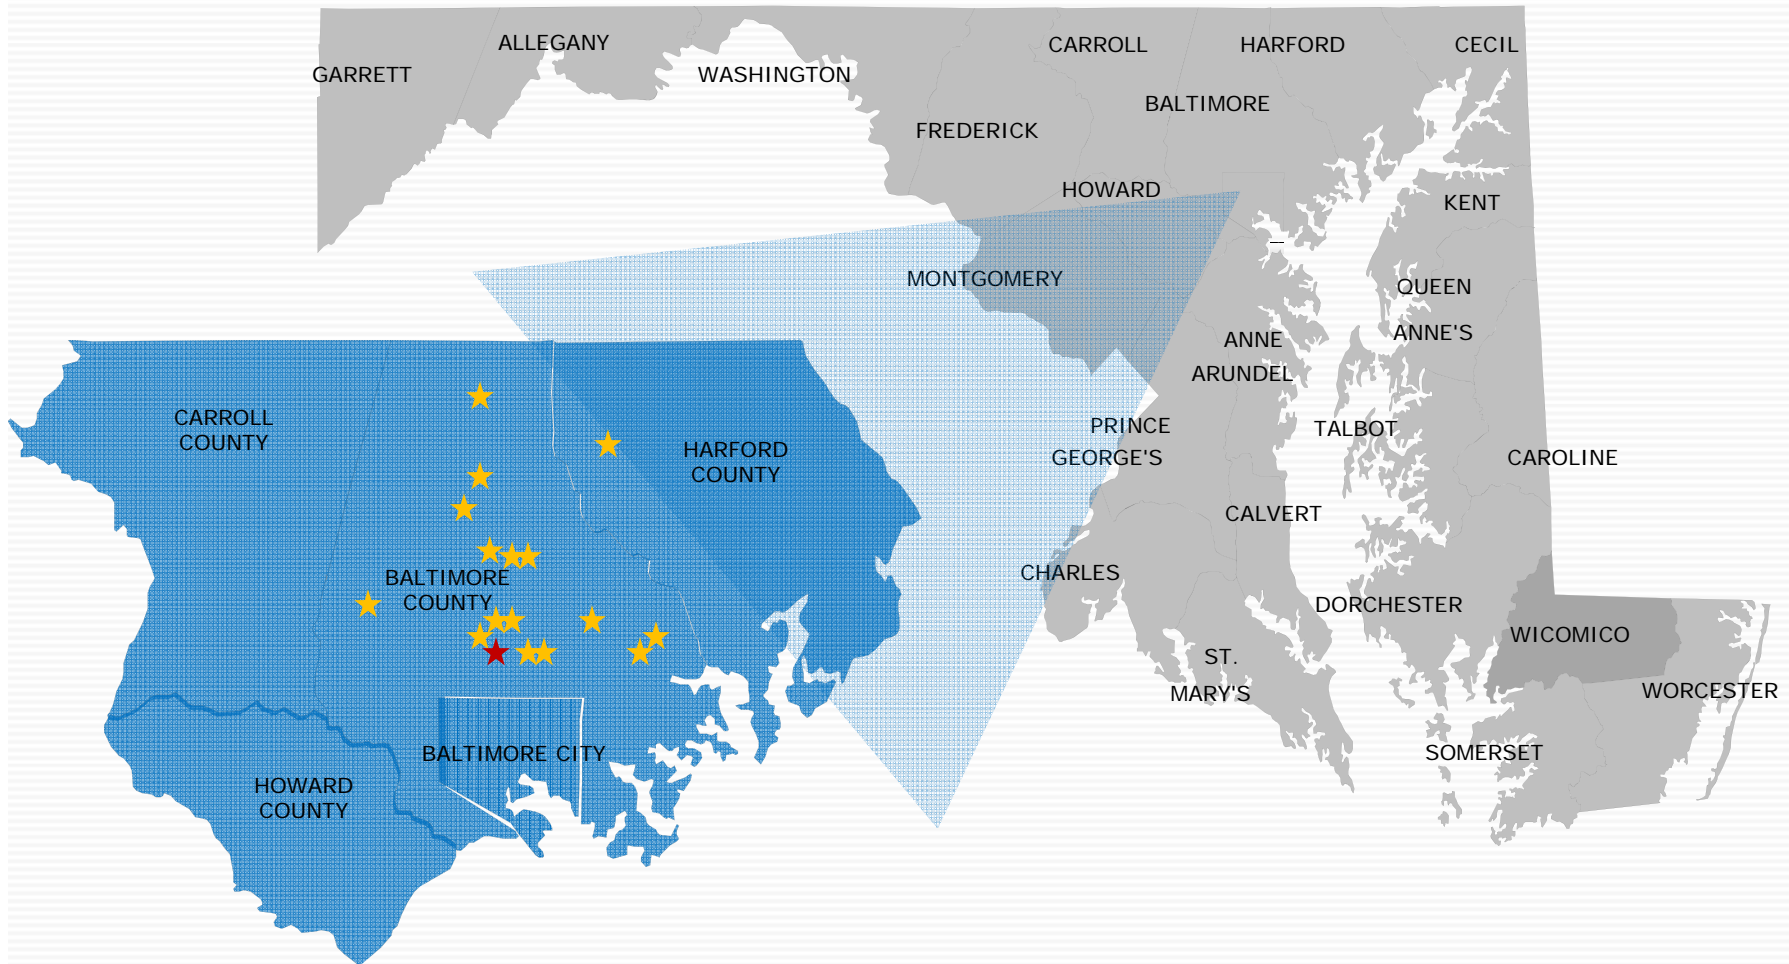 ALLEGANY
GARRETT
WASHINGTON
CARROLL
HARFORD
CECIL
BALTIMORE
FREDERICK
HOWARD
KENT
MONTGOMERY
QUEEN
ANNE'S
ANNE
ARUNDEL
PRINCE
GEORGE'S
TALBOT
CAROLINE
CALVERT
CHARLES
DORCHESTER
WICOMICO
ST.
MARY'S
WORCESTER
SOMERSET
CARROLL
COUNTY
HARFORD
COUNTY
BALTIMORE
COUNTY
BALTIMORE CITY
HOWARD
COUNTY